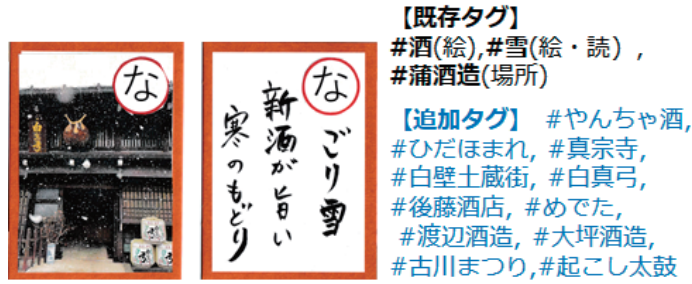 な
な
ごり雪
新酒が旨い
寒のもどり
【既存タグ】
#酒(絵),#雪(絵・読）,
#蒲酒造(場所)
【追加タグ】 #やんちゃ酒,
#ひだほまれ, #真宗寺,
#白壁土蔵街, #白真弓,
#後藤酒店, #めでた,
#渡辺酒造, #大坪酒造,
#古川まつり,#起こし太鼓